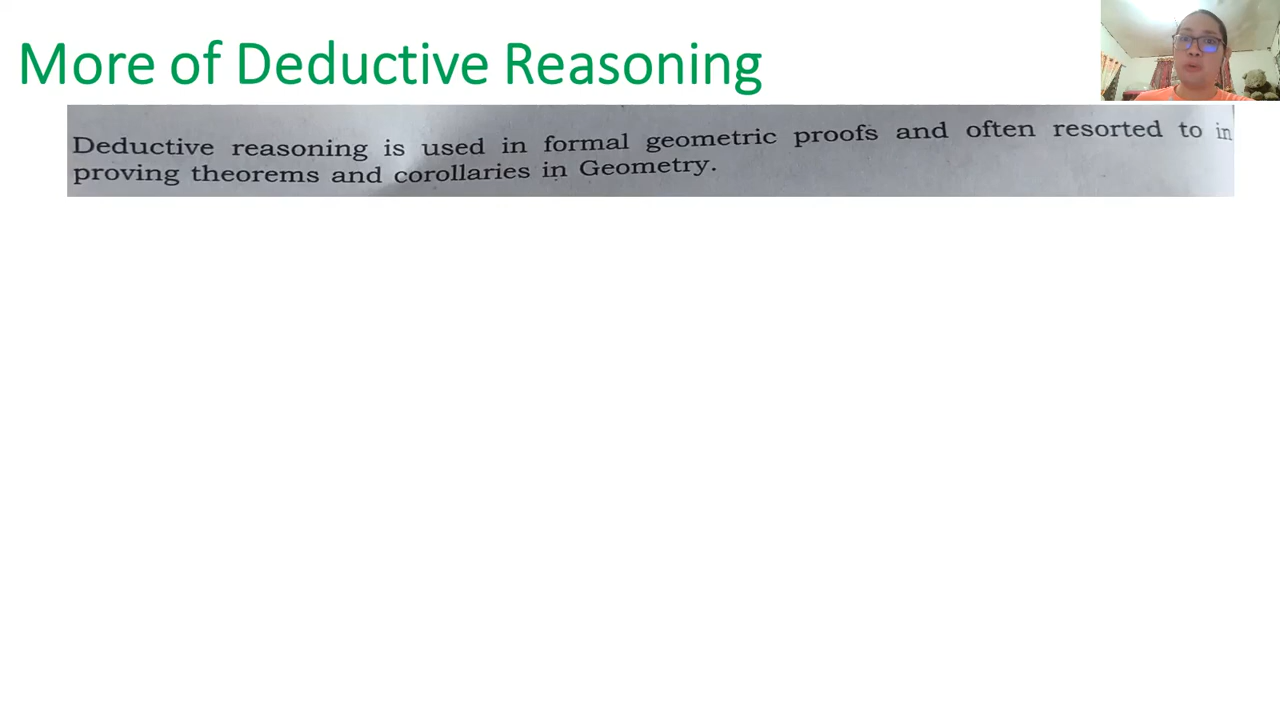 More of Deductive Reasoning
Deductive reasoning is used in formal geometric proofs and often resorted to in
proving theorems and corollaries in Geometry.